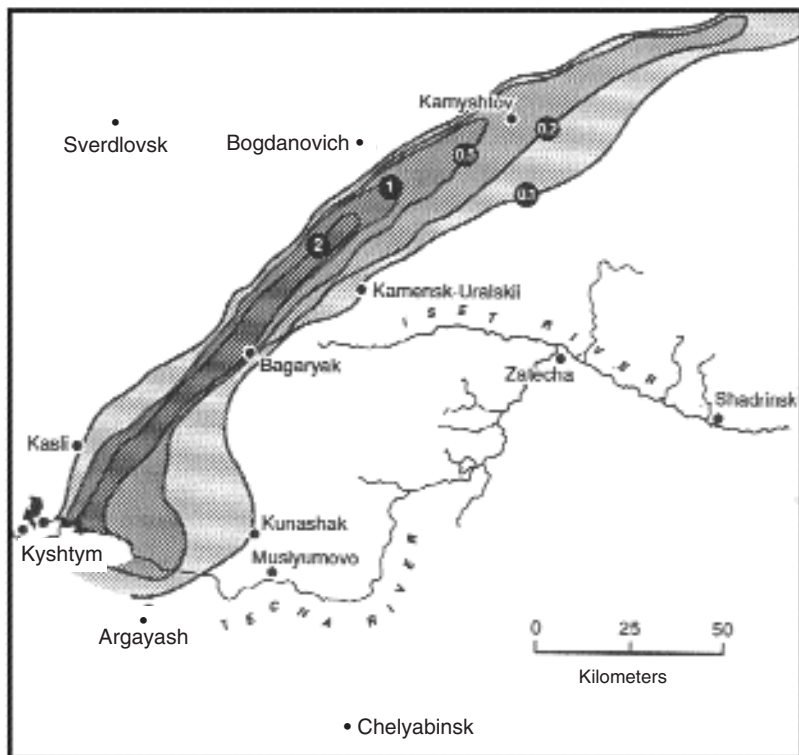 Kamyshlov
Sverdlovsk
Bogdanovich
0.5
0.2
1
0.1
2
Kamensk-Uralskii
ISET RIVER
Bagaryak
Zatecha
Shadrinsk
Kasli
Kunashak
Kyshtym
Muslyumovo
TECHA RIVER
Argayash
0 25 50
Kilometers
Chelyabinsk